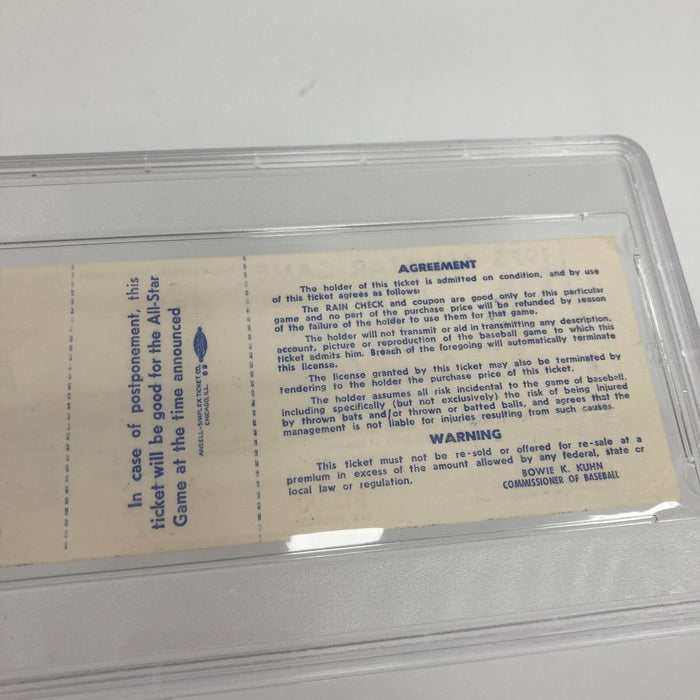 In case of postponement, this
ticket will be good for the All-Star
Game at the time announced
ANSELL-SIMPLEX TICKET CO.
CHICAGO, ILL.
AGREEMENT
The holder of this ticket is admitted on condition, and by use
of this ticket agrees as follows:
The RAIN CHECK and coupon are good only for this particular
game and no part of the purchase price will be refunded by reason
of the failure of the holder to use them for that game.
The holder will not transmit or aid in transmitting any description,
account, picture or reproduction of the baseball game to which this
ticket admits him. Breach of the foregoing will automatically terminate
this license.
The license granted by this ticket may also be terminated by
tendering to the holder the purchase price of this ticket.
The holder assumes all risk incidental to the game of baseball,
including specifically (but not exclusively) the risk of being injured
by thrown bats and/or thrown or batted balls, and agrees that the
management is not liable for injuries resulting from such causes.
WARNING
This ticket must not be re-sold or offered for re-sale at a
premium in excess of the amount allowed by any federal, state or
local law or regulation.
BOWIE K. KUHN
COMMISSIONER OF BASEBALL